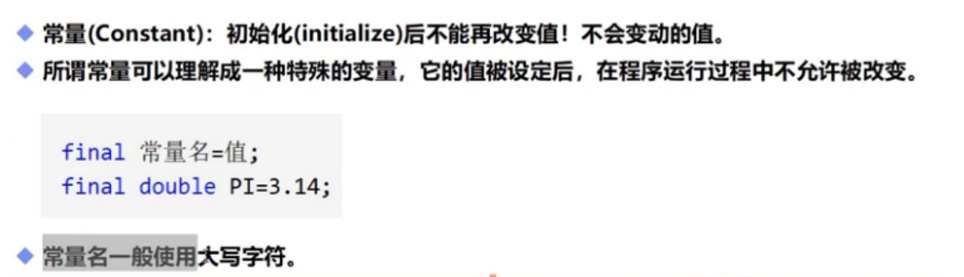 常量(Constant)：初始化(initialize)后不能再改变值！不会变动的值。
所谓常量可以理解成一种特殊的变量，它的值被设定后，在程序运行过程中不允许被改变。
final 常量名=值;
final double PI=3.14;
常量名一般使用大写字符。